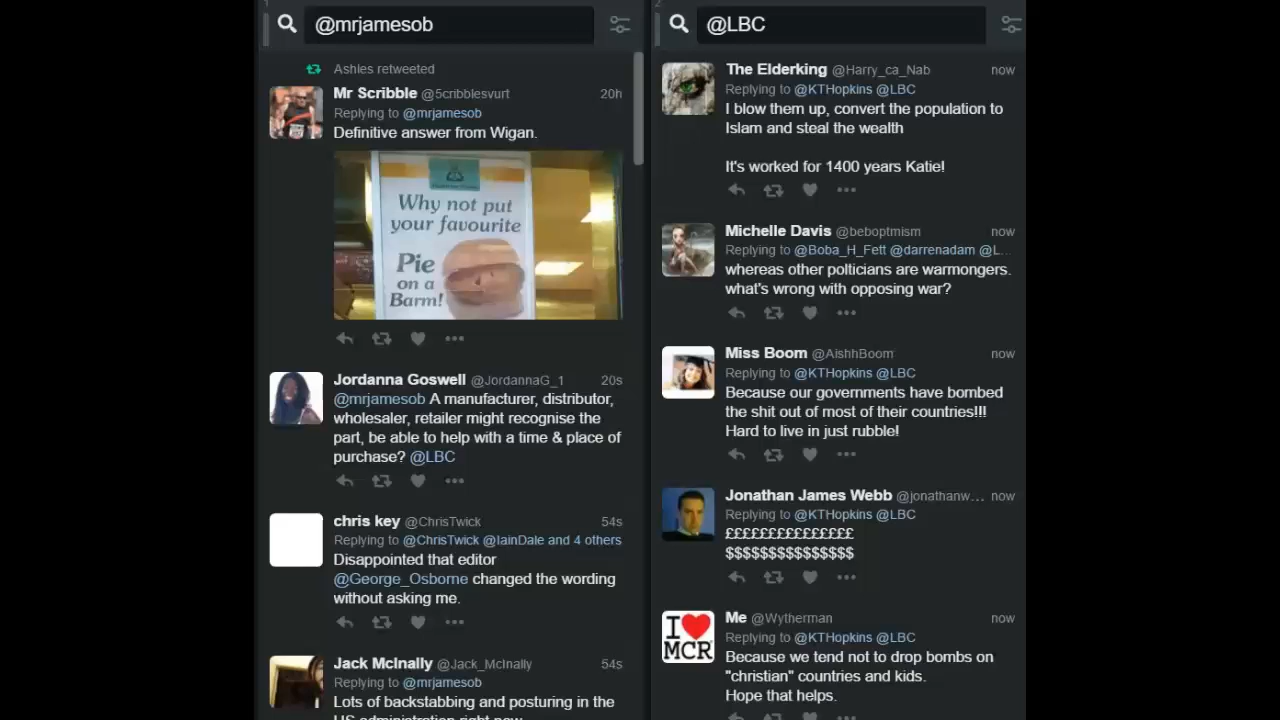 1
@mrjamesob
Ashles retweeted
Mr Scribble @5cribblesvurt 20h
Replying to @mrjamesob
Definitive answer from Wigan.
Why not put
your favourite
Pie
on a
Barm!
Jordanna Goswell @JordannaG_1 20s
@mrjamesob A manufacturer, distributor,
wholesaler, retailer might recognise the
part, be able to help with a time & place of
purchase? @LBC
chris key @ChrisTwick 54s
Replying to @ChrisTwick @IainDale and 4 others
Disappointed that editor
@George_Osborne changed the wording
without asking me.
Jack McInally @Jack_McInally 54s
Replying to @mrjamesob
Lots of backstabbing and posturing in the
US administration right now
2
@LBC
The Elderking @Harry_ca_Nab now
Replying to @KTHopkins @LBC
I blow them up, convert the population to
Islam and steal the wealth
It's worked for 1400 years Katie!
Michelle Davis @beboptmism now
Replying to @Boba_H_Fett @darrenadam @L...
whereas other polticians are warmongers.
what's wrong with opposing war?
Miss Boom @AishhBoom now
Replying to @KTHopkins @LBC
Because our governments have bombed
the shit out of most of their countries!!!
Hard to live in just rubble!
Jonathan James Webb @jonathanw... now
Replying to @KTHopkins @LBC
£££££££££££££££
$$$$$$$$$$$$$$$
I ♥
MCR
Me @Wytherman now
Replying to @KTHopkins @LBC
Because we tend not to drop bombs on
"christian" countries and kids.
Hope that helps.